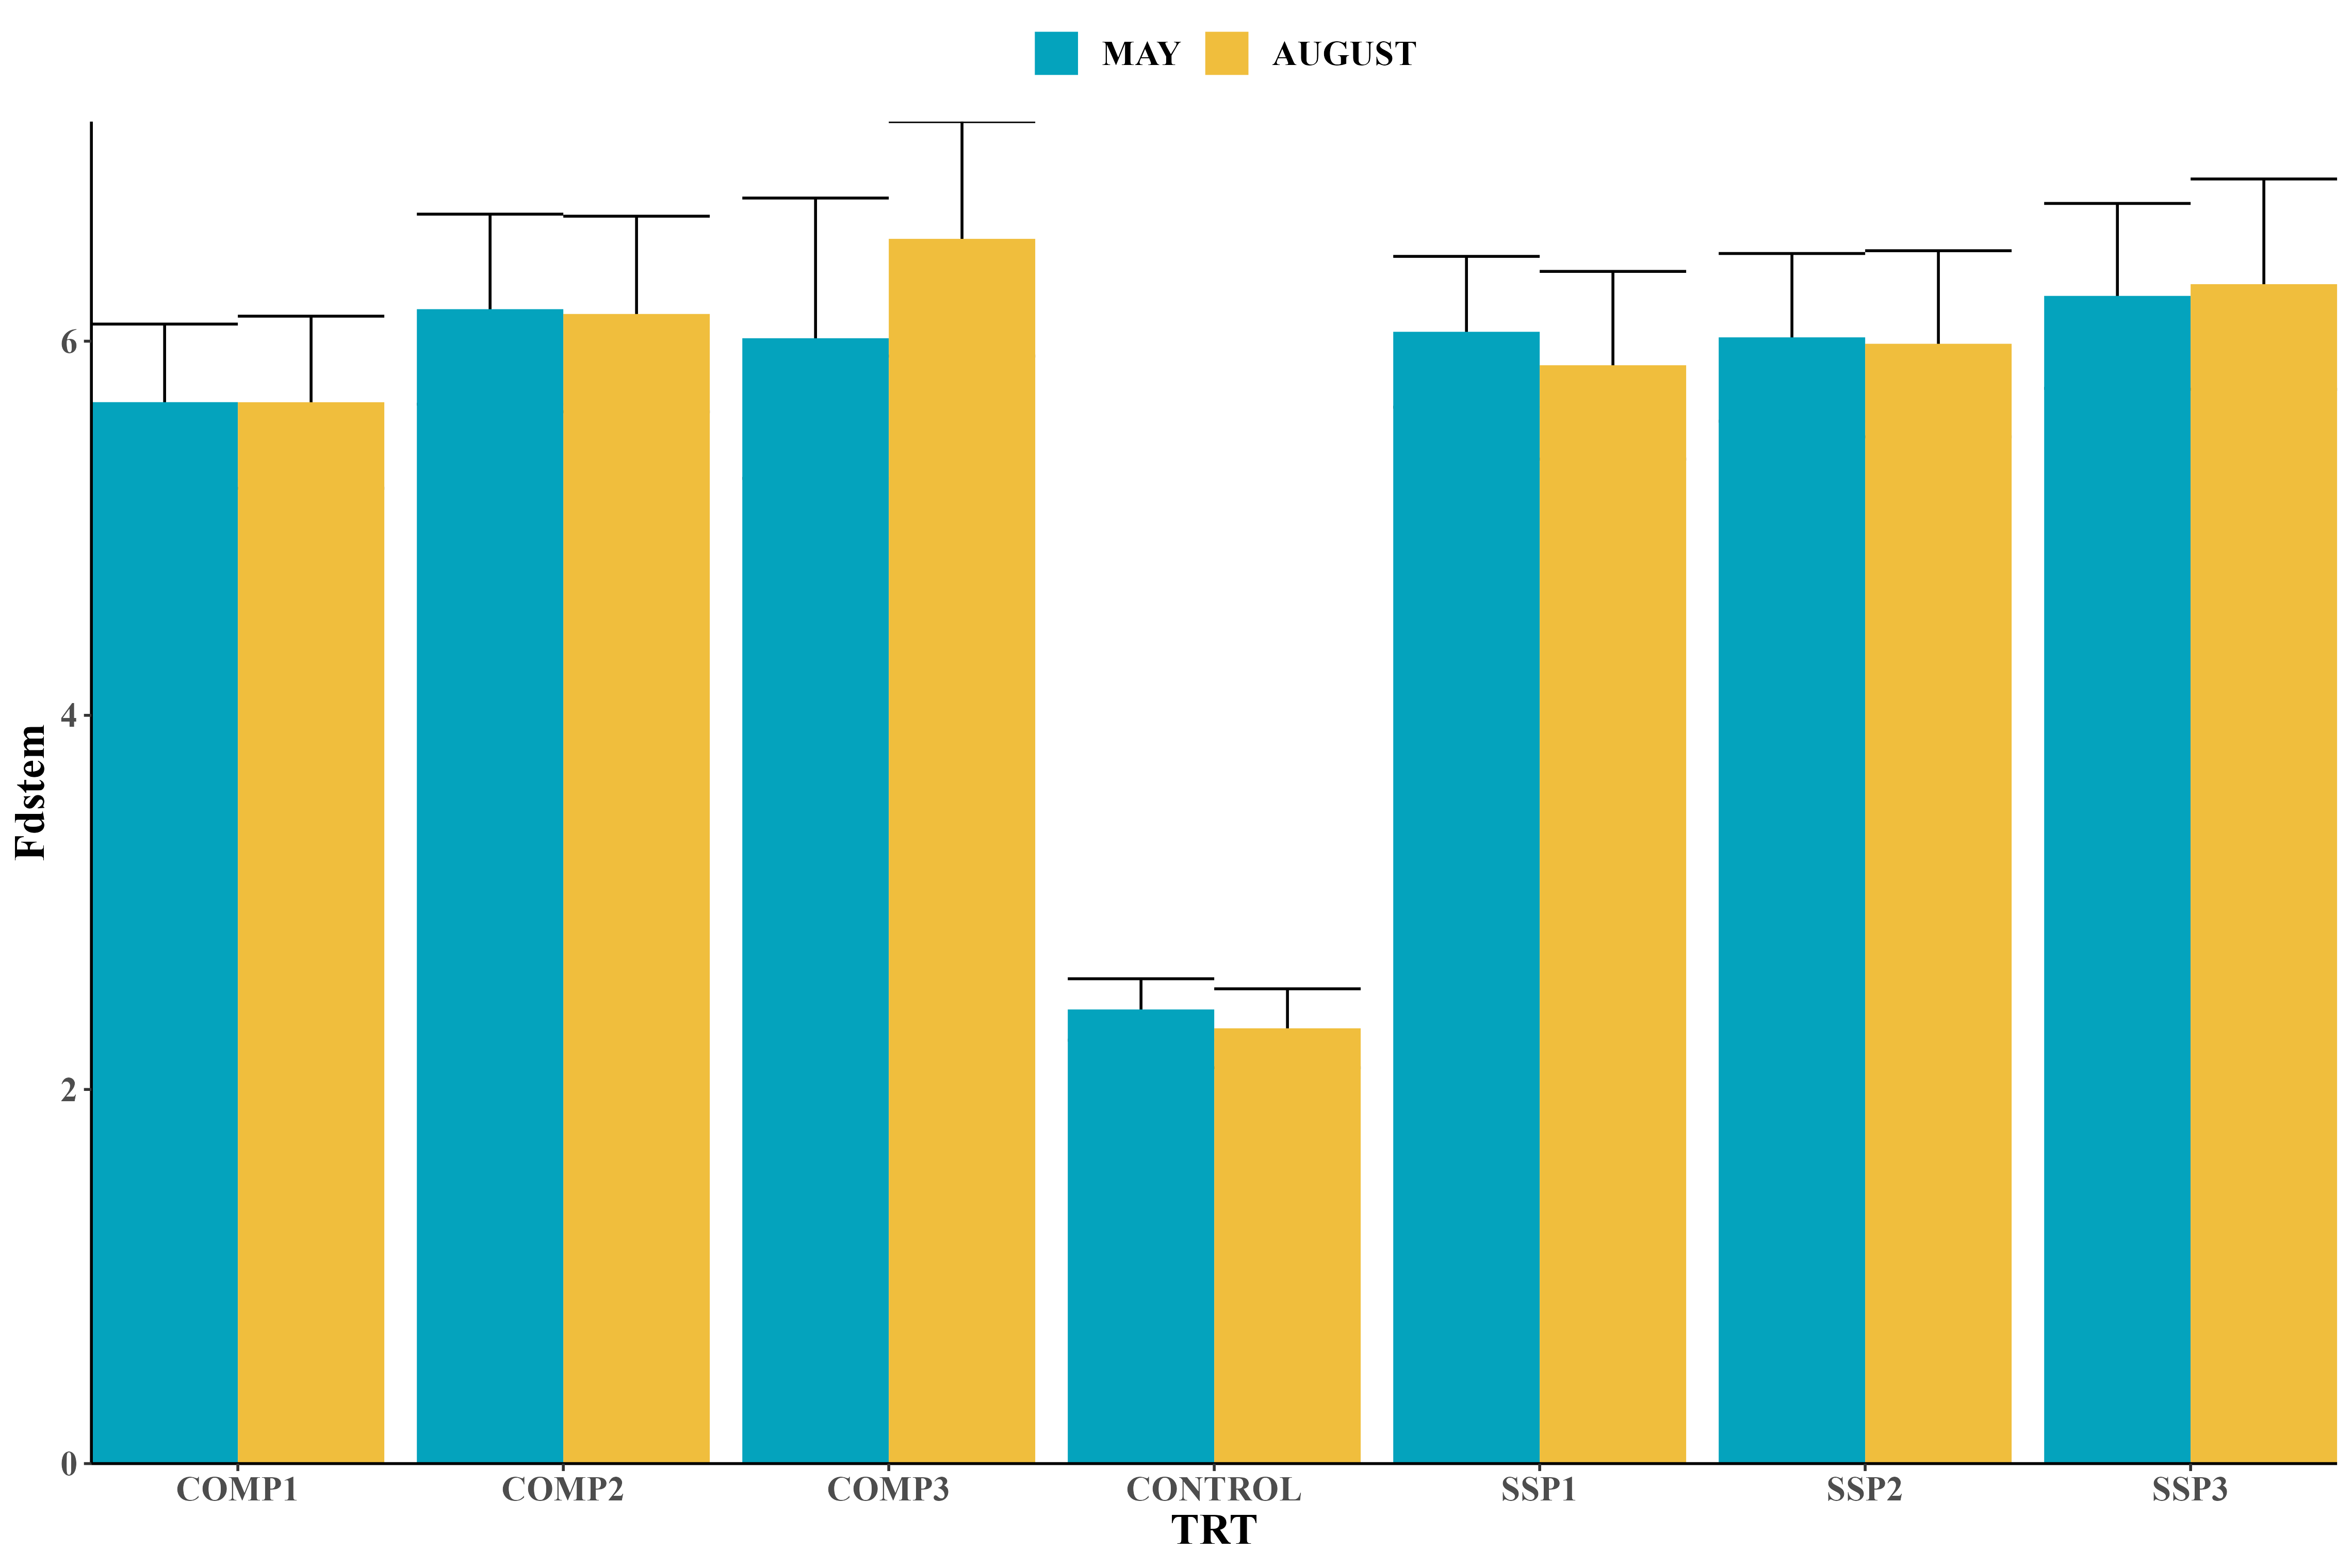 MAY AUGUST
6
4
2
0
Fdstem
COMP1 COMP2 COMP3 CONTROL SSP1 SSP2 SSP3
TRT